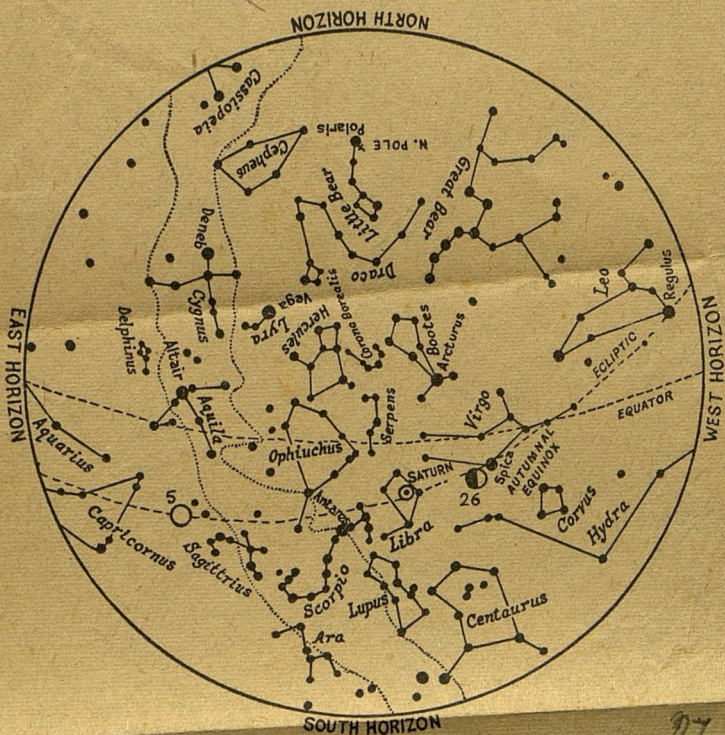 NORTH HORIZON
Cassiopeia
Cepheus
Polaris
N. POLE
Little Bear
Great Bear
Draco
Deneb
Cygnus
Vega
Lyra
Hercules
Corona Borealis
Bootes
Arcturus
Leo
Regulus
Delphinus
Altair
Aquila
EAST HORIZON
WEST HORIZON
ECLIPTIC
EQUATOR
Aquarius
Ophiuchus
Serpens
Virgo
Spica
AUTUMNAL
EQUINOX
SATURN
26
5
Capricornus
Sagittrius
Antares
Libra
Corvus
Hydra
Scorpio
Lupus
Centaurus
Ara
SOUTH HORIZON